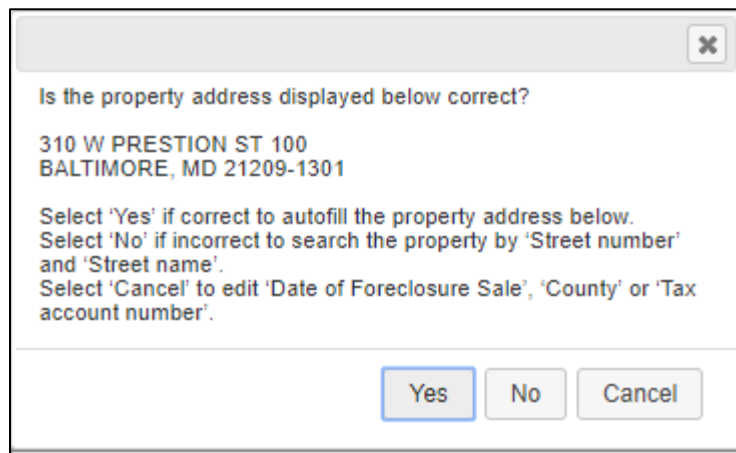 Is the property address displayed below correct?
310 W PRESTION ST 100
BALTIMORE, MD 21209-1301
Select ‘Yes’ if correct to autofill the property address below.
Select ‘No’ if incorrect to search the property by ‘Street number’
and ‘Street name’.
Select ‘Cancel’ to edit ‘Date of Foreclosure Sale’, ‘County’ or ‘Tax
account number’.
Yes No Cancel